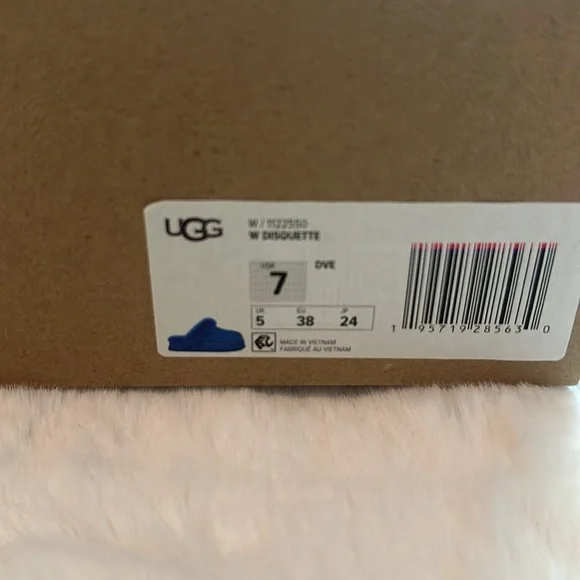 UGG
W / 1122550
W DISQUETTE
USA
7
DVE
UK EU JP
5 38 24
MADE IN VIETNAM
FABRIQUÉ AU VIETNAM
1 95719 28563 0